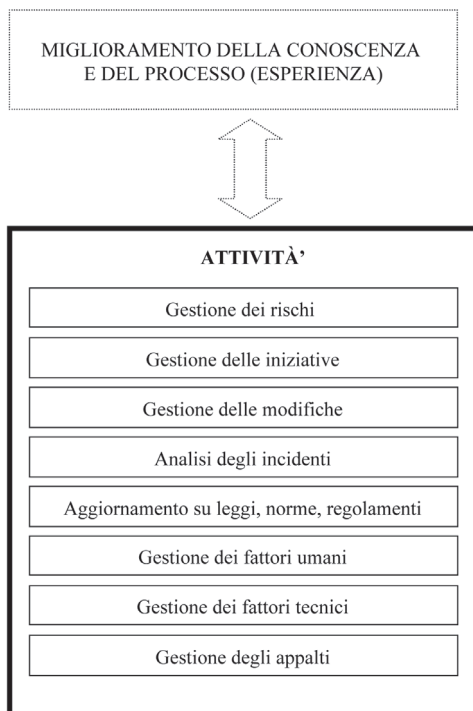 MIGLIORAMENTO DELLA CONOSCENZA
E DEL PROCESSO (ESPERIENZA)
ATTIVITÀ’
Gestione dei rischi
Gestione delle iniziative
Gestione delle modifiche
Analisi degli incidenti
Aggiornamento su leggi, norme, regolamenti
Gestione dei fattori umani
Gestione dei fattori tecnici
Gestione degli appalti